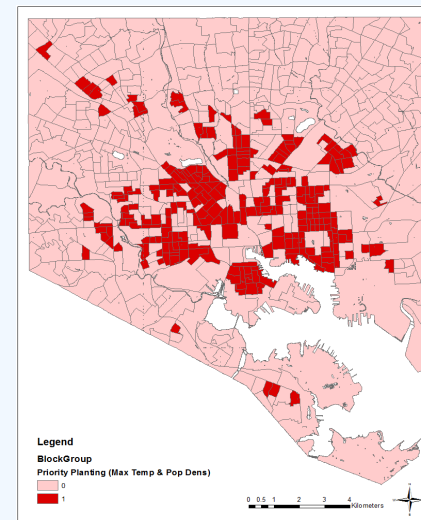 Legend
BlockGroup
Priority Planting (Max Temp & Pop Dens)
0
1
0 0.5 1 2 3 4
Kilometers